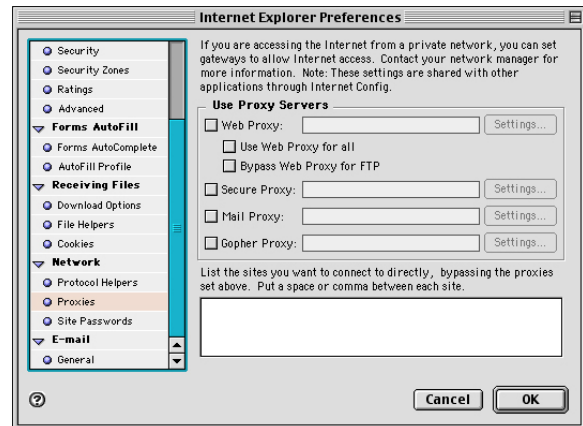 Internet Explorer Preferences
Security
Security Zones
Ratings
Advanced
Forms AutoFill
Forms AutoComplete
AutoFill Profile
Receiving Files
Download Options
File Helpers
Cookies
Network
Protocol Helpers
Proxies
Site Passwords
E-mail
General
If you are accessing the Internet from a private network, you can set
gateways to allow Internet access. Contact your network manager for
more information. Note: These settings are shared with other
applications through Internet Config.
Use Proxy Servers
Web Proxy: Settings...
Use Web Proxy for all
Bypass Web Proxy for FTP
Secure Proxy: Settings...
Mail Proxy: Settings...
Gopher Proxy: Settings...
List the sites you want to connect to directly, bypassing the proxies
set above. Put a space or comma between each site.
?
Cancel OK